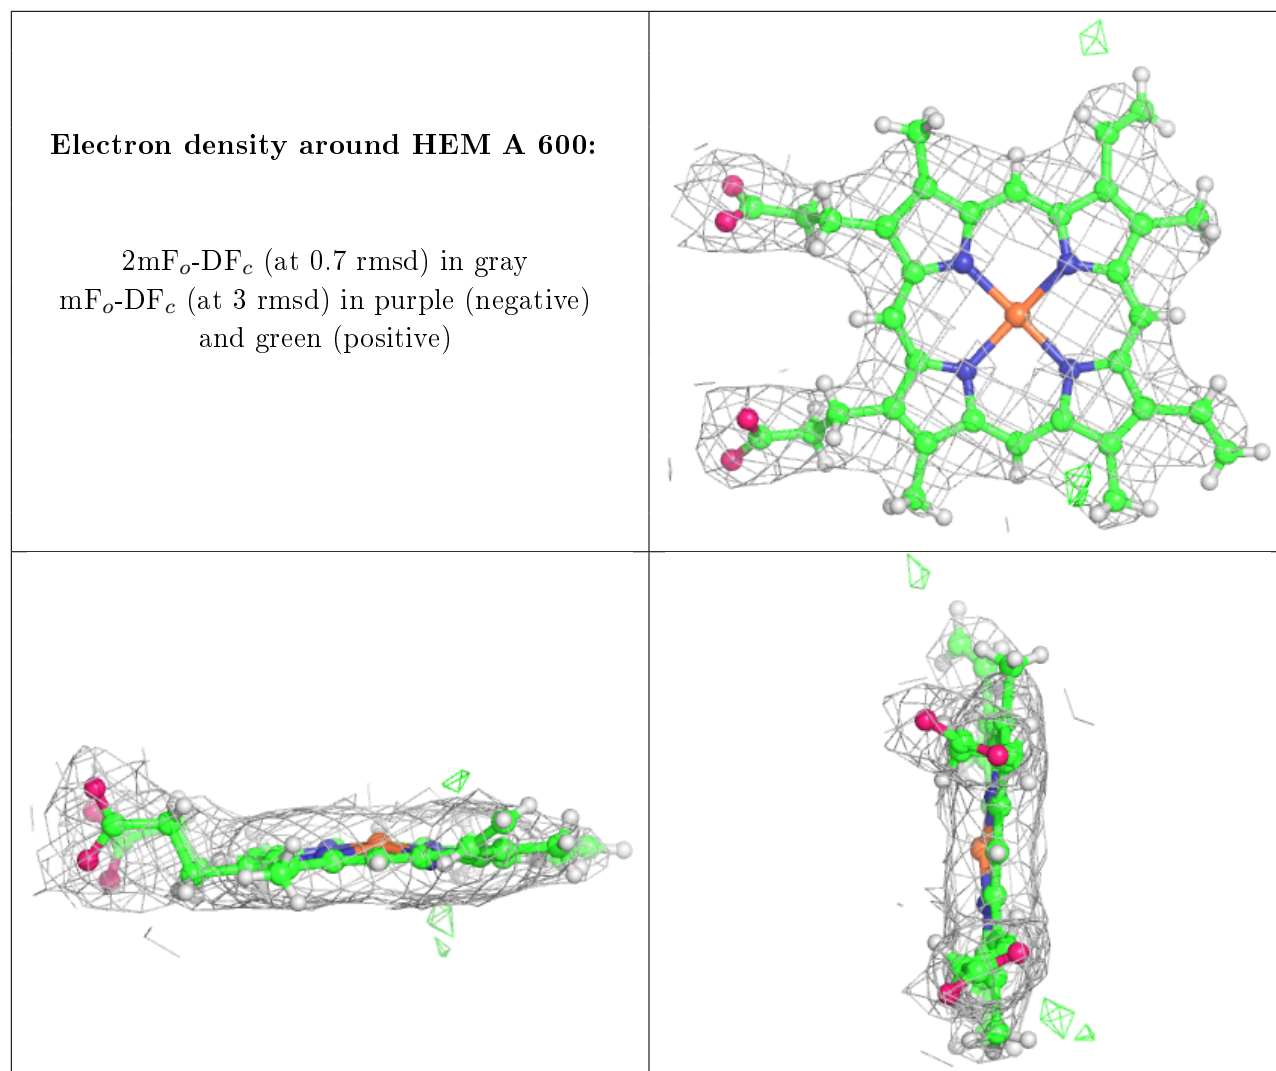 Electron density around HEM A 600:
2mFₒ-DF𝒸 (at 0.7 rmsd) in gray
mFₒ-DF𝒸 (at 3 rmsd) in purple (negative)
and green (positive)